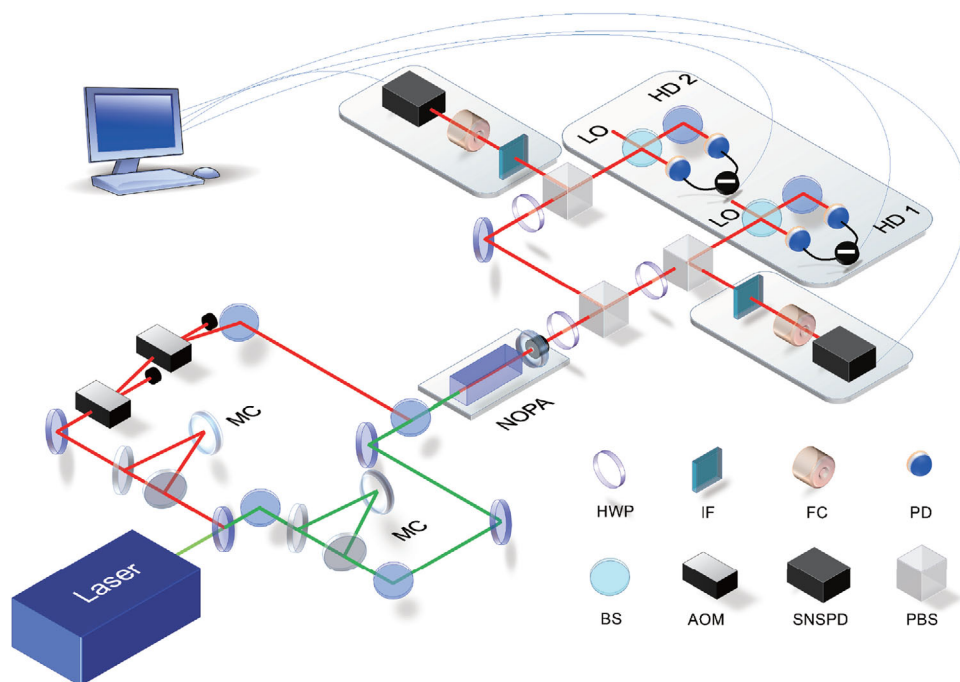 HD 2
LO
LO
HD 1
MC
NOPA
MC
Laser
HWP
IF
FC
PD
BS
AOM
SNSPD
PBS